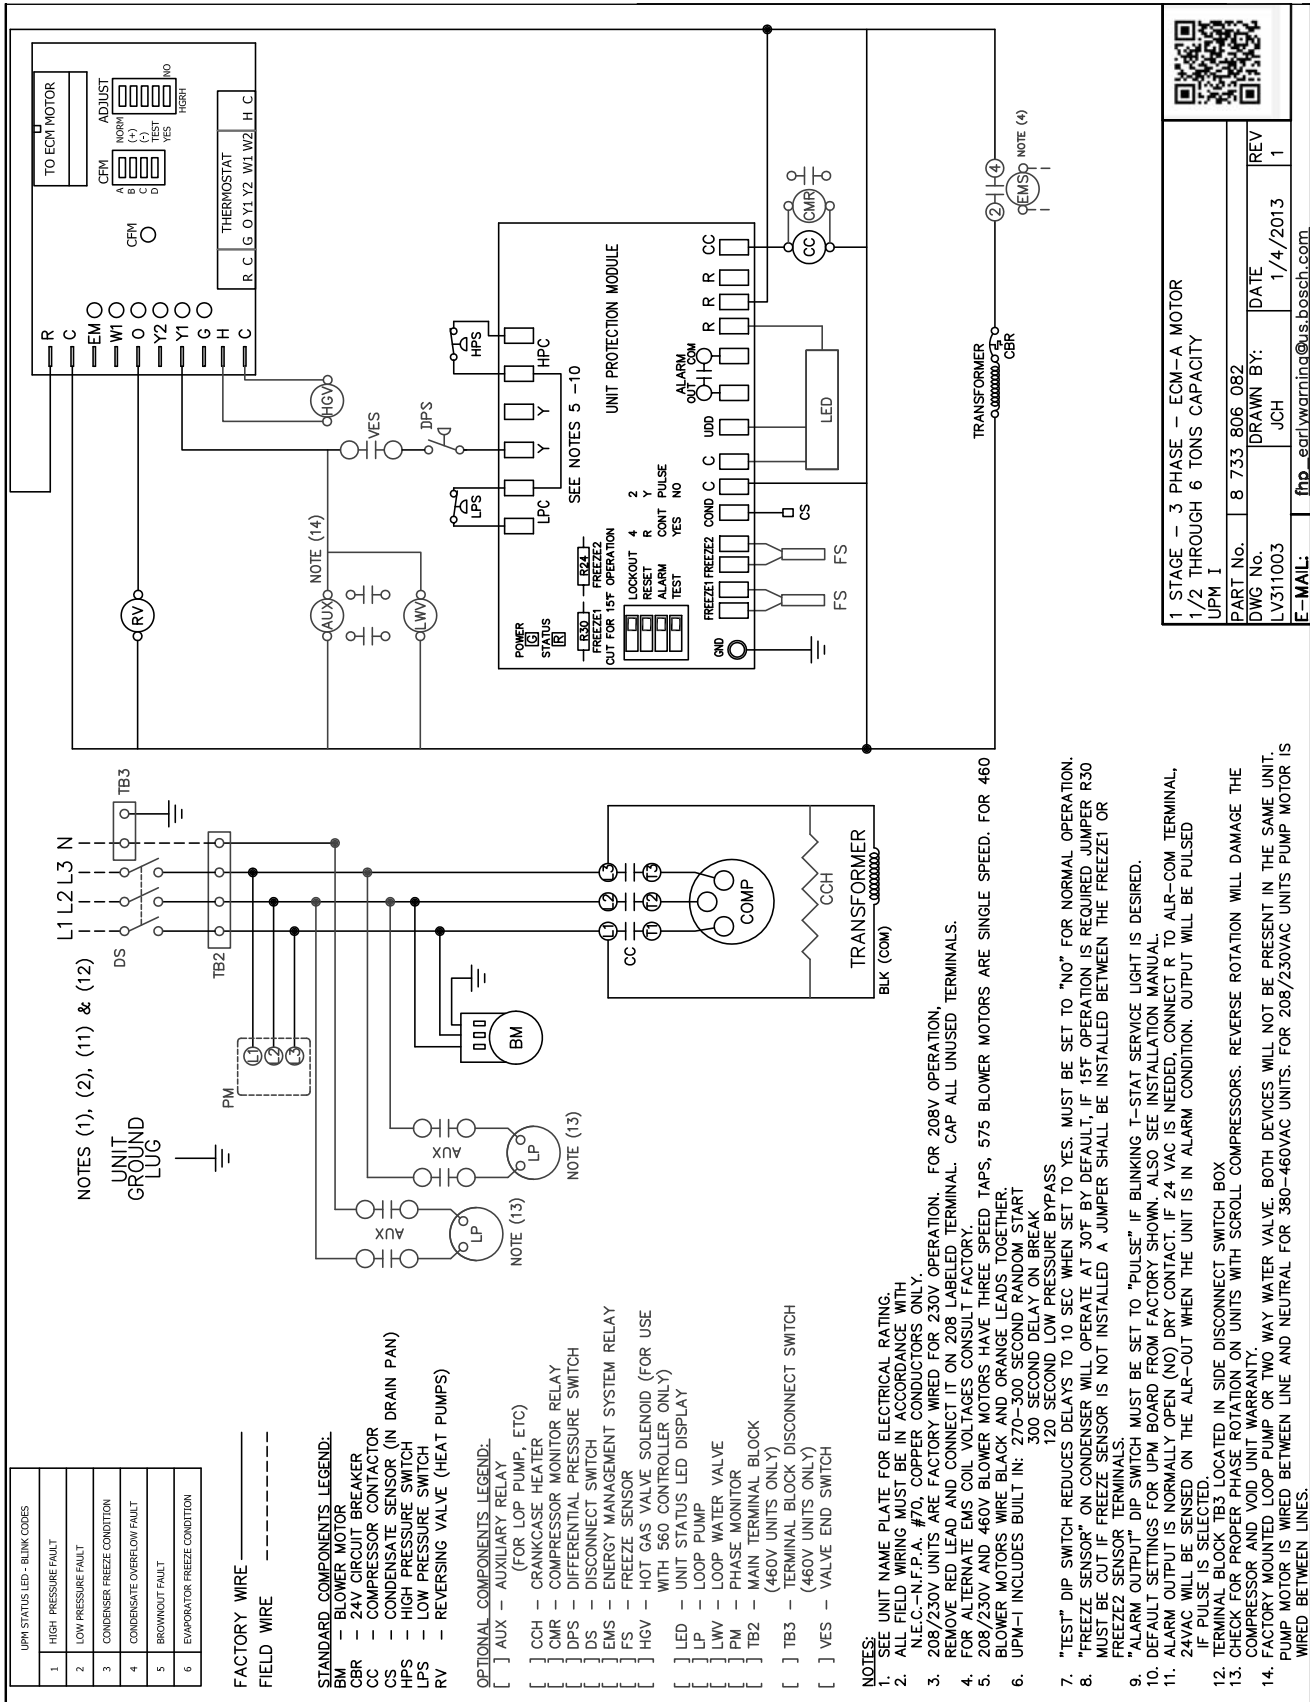 UPM STATUS LED - BLINK CODES
1 HIGH PRESSURE FAULT
2 LOW PRESSURE FAULT
3 CONDENSER FREEZE CONDITION
4 CONDENSATE OVERFLOW FAULT
5 BROWNOUT FAULT
6 EVAPORATOR FREEZE CONDITION
FACTORY WIRE
FIELD WIRE
STANDARD COMPONENTS LEGEND:
BM – BLOWER MOTOR
CBR – 24V CIRCUIT BREAKER
CC – COMPRESSOR CONTACTOR
CS – CONDENSATE SENSOR (IN DRAIN PAN)
HPS – HIGH PRESSURE SWITCH
LPS – LOW PRESSURE SWITCH
RV – REVERSING VALVE (HEAT PUMPS)
OPTIONAL COMPONENTS LEGEND:
[ ] AUX – AUXILIARY RELAY
(FOR LOP PUMP, ETC)
[ ] CCH – CRANKCASE HEATER
[ ] CMR – COMPRESSOR MONITOR RELAY
[ ] DPS – DIFFERENTIAL PRESSURE SWITCH
[ ] DS – DISCONNECT SWITCH
[ ] EMS – ENERGY MANAGEMENT SYSTEM RELAY
[ ] FS – FREEZE SENSOR
[ ] HGV – HOT GAS VALVE SOLENOID (FOR USE
WITH 560 CONTROLLER ONLY)
[ ] LED – UNIT STATUS LED DISPLAY
[ ] LP – LOOP PUMP
[ ] LWV – LOOP WATER VALVE
[ ] PM – PHASE MONITOR
[ ] TB2 – MAIN TERMINAL BLOCK
(460V UNITS ONLY)
[ ] TB3 – TERMINAL BLOCK DISCONNECT SWITCH
(460V UNITS ONLY)
[ ] VES – VALVE END SWITCH
NOTES:
1. SEE UNIT NAME PLATE FOR ELECTRICAL RATING.
2. ALL FIELD WIRING MUST BE IN ACCORDANCE WITH
N.E.C.–N.F.P.A. #70, COPPER CONDUCTORS ONLY.
3. 208/230V UNITS ARE FACTORY WIRED FOR 230V OPERATION. FOR 208V OPERATION,
REMOVE RED LEAD AND CONNECT IT ON 208 LABELED TERMINAL. CAP ALL UNUSED TERMINALS.
4. FOR ALTERNATE EMS COIL VOLTAGES CONSULT FACTORY.
5. 208/230V AND 460V BLOWER MOTORS HAVE THREE SPEED TAPS, 575 BLOWER MOTORS ARE SINGLE SPEED. FOR 460
BLOWER MOTORS WIRE BLACK AND ORANGE LEADS TOGETHER.
6. UPM–I INCLUDES BUILT IN: 270–300 SECOND RANDOM START
300 SECOND DELAY ON BREAK
120 SECOND LOW PRESSURE BYPASS
7. "TEST" DIP SWITCH REDUCES DELAYS TO 10 SEC WHEN SET TO YES. MUST BE SET TO "NO" FOR NORMAL OPERATION.
8. "FREEZE SENSOR" ON CONDENSER WILL OPERATE AT 30°F BY DEFAULT, IF 15°F OPERATION IS REQUIRED JUMPER R30
MUST BE CUT IF FREEZE SENSOR IS NOT INSTALLED A JUMPER SHALL BE INSTALLED BETWEEN THE FREEZE1 OR
FREEZE2 SENSOR TERMINALS.
9. "ALARM OUTPUT" DIP SWITCH MUST BE SET TO "PULSE" IF BLINKING T–STAT SERVICE LIGHT IS DESIRED.
10. DEFAULT SETTINGS FOR UPM BOARD FROM FACTORY SHOWN. ALSO SEE INSTALLATION MANUAL.
11. ALARM OUTPUT IS NORMALLY OPEN (NO) DRY CONTACT. IF 24 VAC IS NEEDED, CONNECT R TO ALR–COM TERMINAL,
24VAC WILL BE SENSED ON THE ALR–OUT WHEN THE UNIT IS IN ALARM CONDITION. OUTPUT WILL BE PULSED
IF PULSE IS SELECTED.
12. TERMINAL BLOCK TB3 LOCATED IN SIDE DISCONNECT SWITCH BOX
13. CHECK FOR PROPER PHASE ROTATION ON UNITS WITH SCROLL COMPRESSORS. REVERSE ROTATION WILL DAMAGE THE
COMPRESSOR AND VOID UNIT WARRANTY.
14. FACTORY MOUNTED LOOP PUMP OR TWO WAY WATER VALVE. BOTH DEVICES WILL NOT BE PRESENT IN THE SAME UNIT.
PUMP MOTOR IS WIRED BETWEEN LINE AND NEUTRAL FOR 380–460VAC UNITS. FOR 208/230VAC UNITS PUMP MOTOR IS
WIRED BETWEEN LINES.
NOTES (1), (2), (11) & (12)
L1 L2 L3 N
DS
TB3
TB2
UNIT
GROUND
LUG
PM
L1
L2
L3
AUX
LP
NOTE (13)
AUX
LP
NOTE (13)
BM
L1 L2 L3
CC
T1 T2 T3
COMP
CCH
TRANSFORMER
BLK (COM)
TO ECM MOTOR
CFM
A
B
C
D
ADJUST
NORM
(+)
(-)
TEST
YES
NO
HGRH
CFM
THERMOSTAT
R C G O Y1 Y2 W1 W2 H C
R
C
EM
W1
O
Y2
Y1
G
H
C
RV
HGV
VES
DPS
NOTE (14)
AUX
LWV
LPS
HPS
LPC
Y
Y
HPC
SEE NOTES 5 -10
UNIT PROTECTION MODULE
POWER
G
STATUS
R
R30
FREEZE1
R24
FREEZE2
CUT FOR 15°F OPERATION
LOCKOUT 4 2
RESET R Y
ALARM CONT PULSE
TEST YES NO
GND
FREEZE1
FREEZE2
COND
C
C
UDD
ALARM
OUT
COM
R
R
R
CC
FS
FS
CS
LED
CC
CMR
TRANSFORMER
CBR
2
4
EMS
NOTE (4)
1 STAGE – 3 PHASE – ECM–A MOTOR
1/2 THROUGH 6 TONS CAPACITY
UPM I
PART No. 8 733 806 082
DWG No. DRAWN BY: DATE REV
LV311003 JCH 1/4/2013 1
E–MAIL: fhp_earlywarning@us.bosch.com